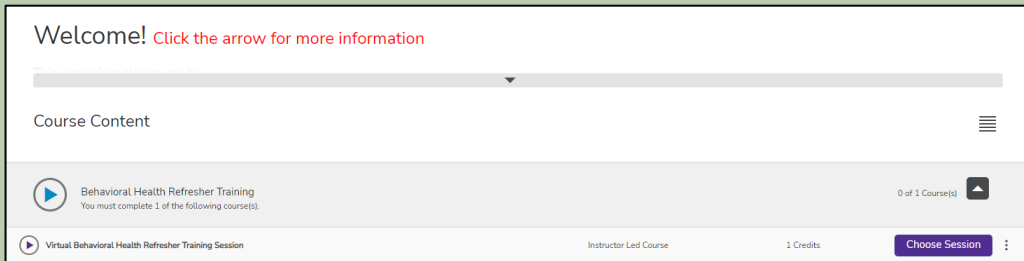 Welcome! Click the arrow for more information
Course Content
Behavioral Health Refresher Training
You must complete 1 of the following course(s).
0 of 1 Course(s)
Virtual Behavioral Health Refresher Training Session Instructor Led Course 1 Credits Choose Session